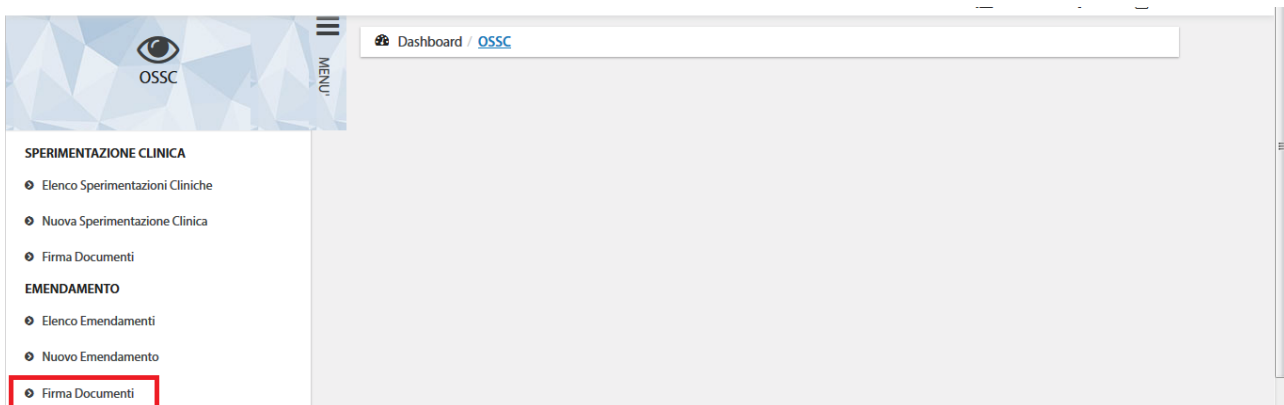 OSSC
MENU'
Dashboard / OSSC
SPERIMENTAZIONE CLINICA
Elenco Sperimentazioni Cliniche
Nuova Sperimentazione Clinica
Firma Documenti
EMENDAMENTO
Elenco Emendamenti
Nuovo Emendamento
Firma Documenti